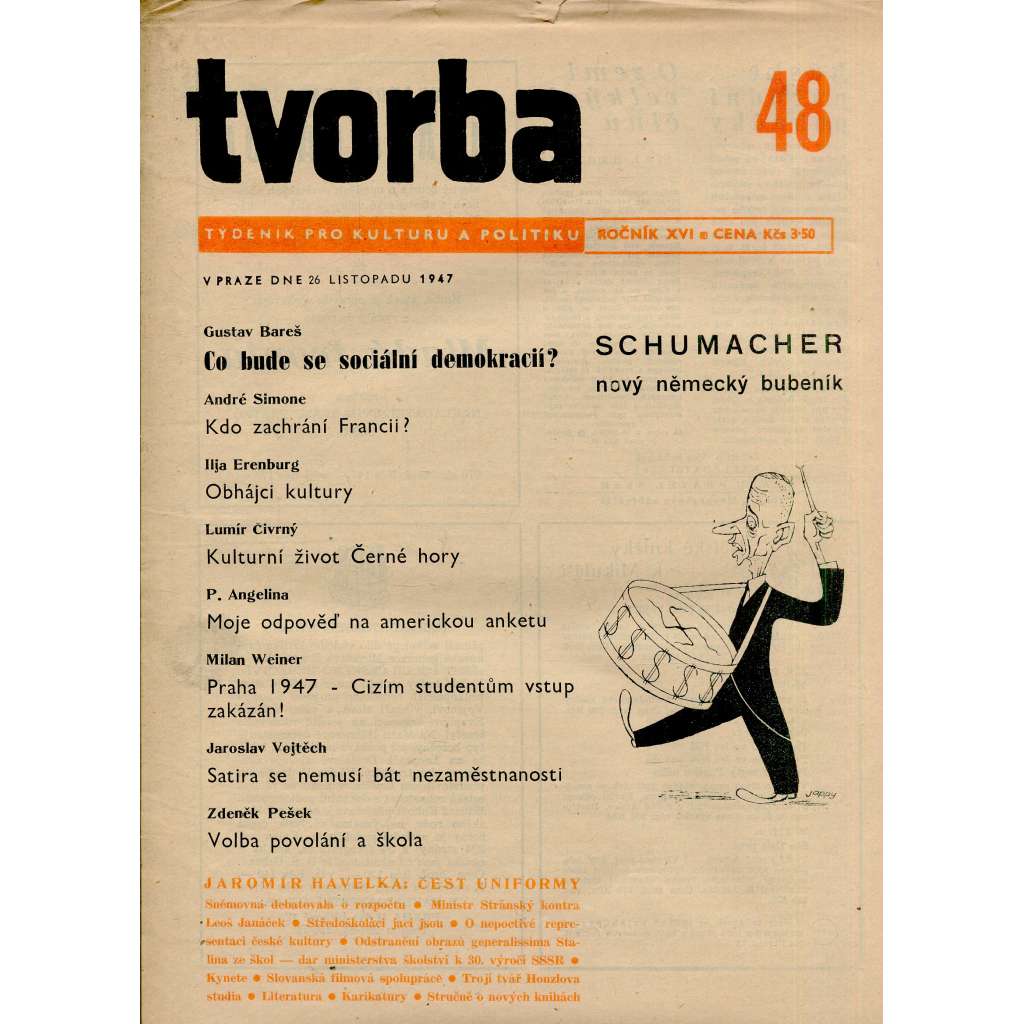 tvorba
48
TÝDENÍK PRO KULTURU A POLITIKU
ROČNÍK XVI CENA Kčs 3·50
V PRAZE DNE 26 LISTOPADU 1947
Gustav Bareš
Co bude se sociální demokracií?
André Simone
Kdo zachrání Francii?
Ilja Erenburg
Obhájci kultury
Lumír Čivrný
Kulturní život Černé hory
P. Angelina
Moje odpověď na americkou anketu
Milan Weiner
Praha 1947 - Cizím studentům vstup
zakázán!
Jaroslav Vojtěch
Satira se nemusí bát nezaměstnanosti
Zdeněk Pešek
Volba povolání a škola
SCHUMACHER
nový německý bubeník
$ $ $ $ $
JAPPY
JAROMÍR HAVELKA: ČEST UNIFORMY
Sněmovna debatovala o rozpočtu ● Ministr Stránský kontra
Leoš Janáček ● Středoškoláci jací jsou ● O nepoctivé repre-
sentaci české kultury ● Odstranění obrazů generalissima Sta-
lina ze škol — dar ministerstva školství k 30. výročí SSSR ●
Kynete ● Slovanská filmová spolupráce ● Trojí tvář Honzlova
studia ● Literatura ● Karikatury ● Stručně o nových knihách